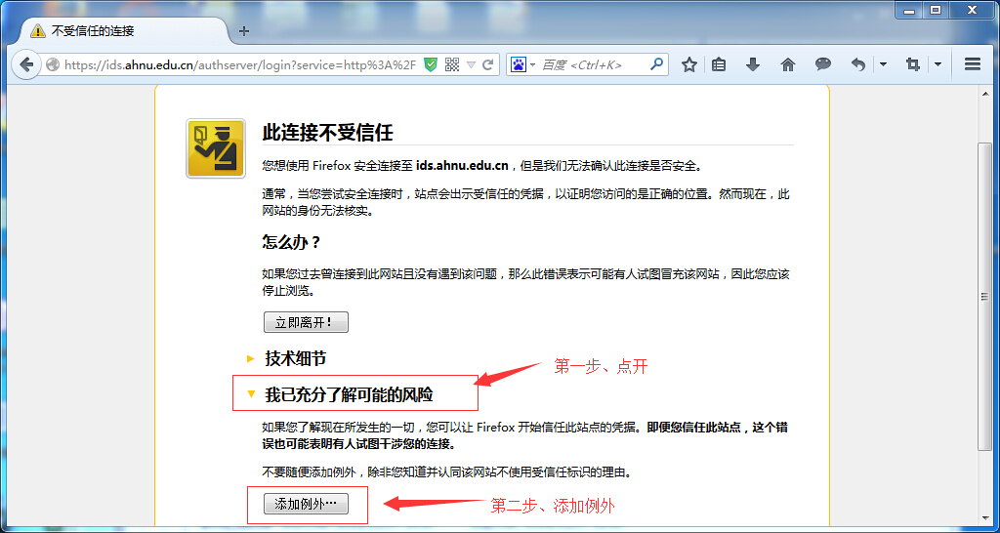 不受信任的连接
https://ids.ahnu.edu.cn/authserver/login?service=http%3A%2F
百度 <Ctrl+K>
此连接不受信任
您想使用 Firefox 安全连接至 ids.ahnu.edu.cn，但是我们无法确认此连接是否安全。
通常，当您尝试安全连接时，站点会出示受信任的凭据，以证明您访问的是正确的位置。然而现在，此
网站的身份无法核实。
怎么办？
如果您过去曾连接到此网站且没有遇到该问题，那么此错误表示可能有人试图冒充该网站，因此您应该
停止浏览。
立即离开！
技术细节
第一步、点开
我已充分了解可能的风险
如果您了解现在所发生的一切，您可以让 Firefox 开始信任此站点的凭据。即便您信任此站点，这个错
误也可能表明有人试图干涉您的连接。
不要随便添加例外，除非您知道并认同该网站不使用受信任标识的理由。
添加例外…
第二步、添加例外